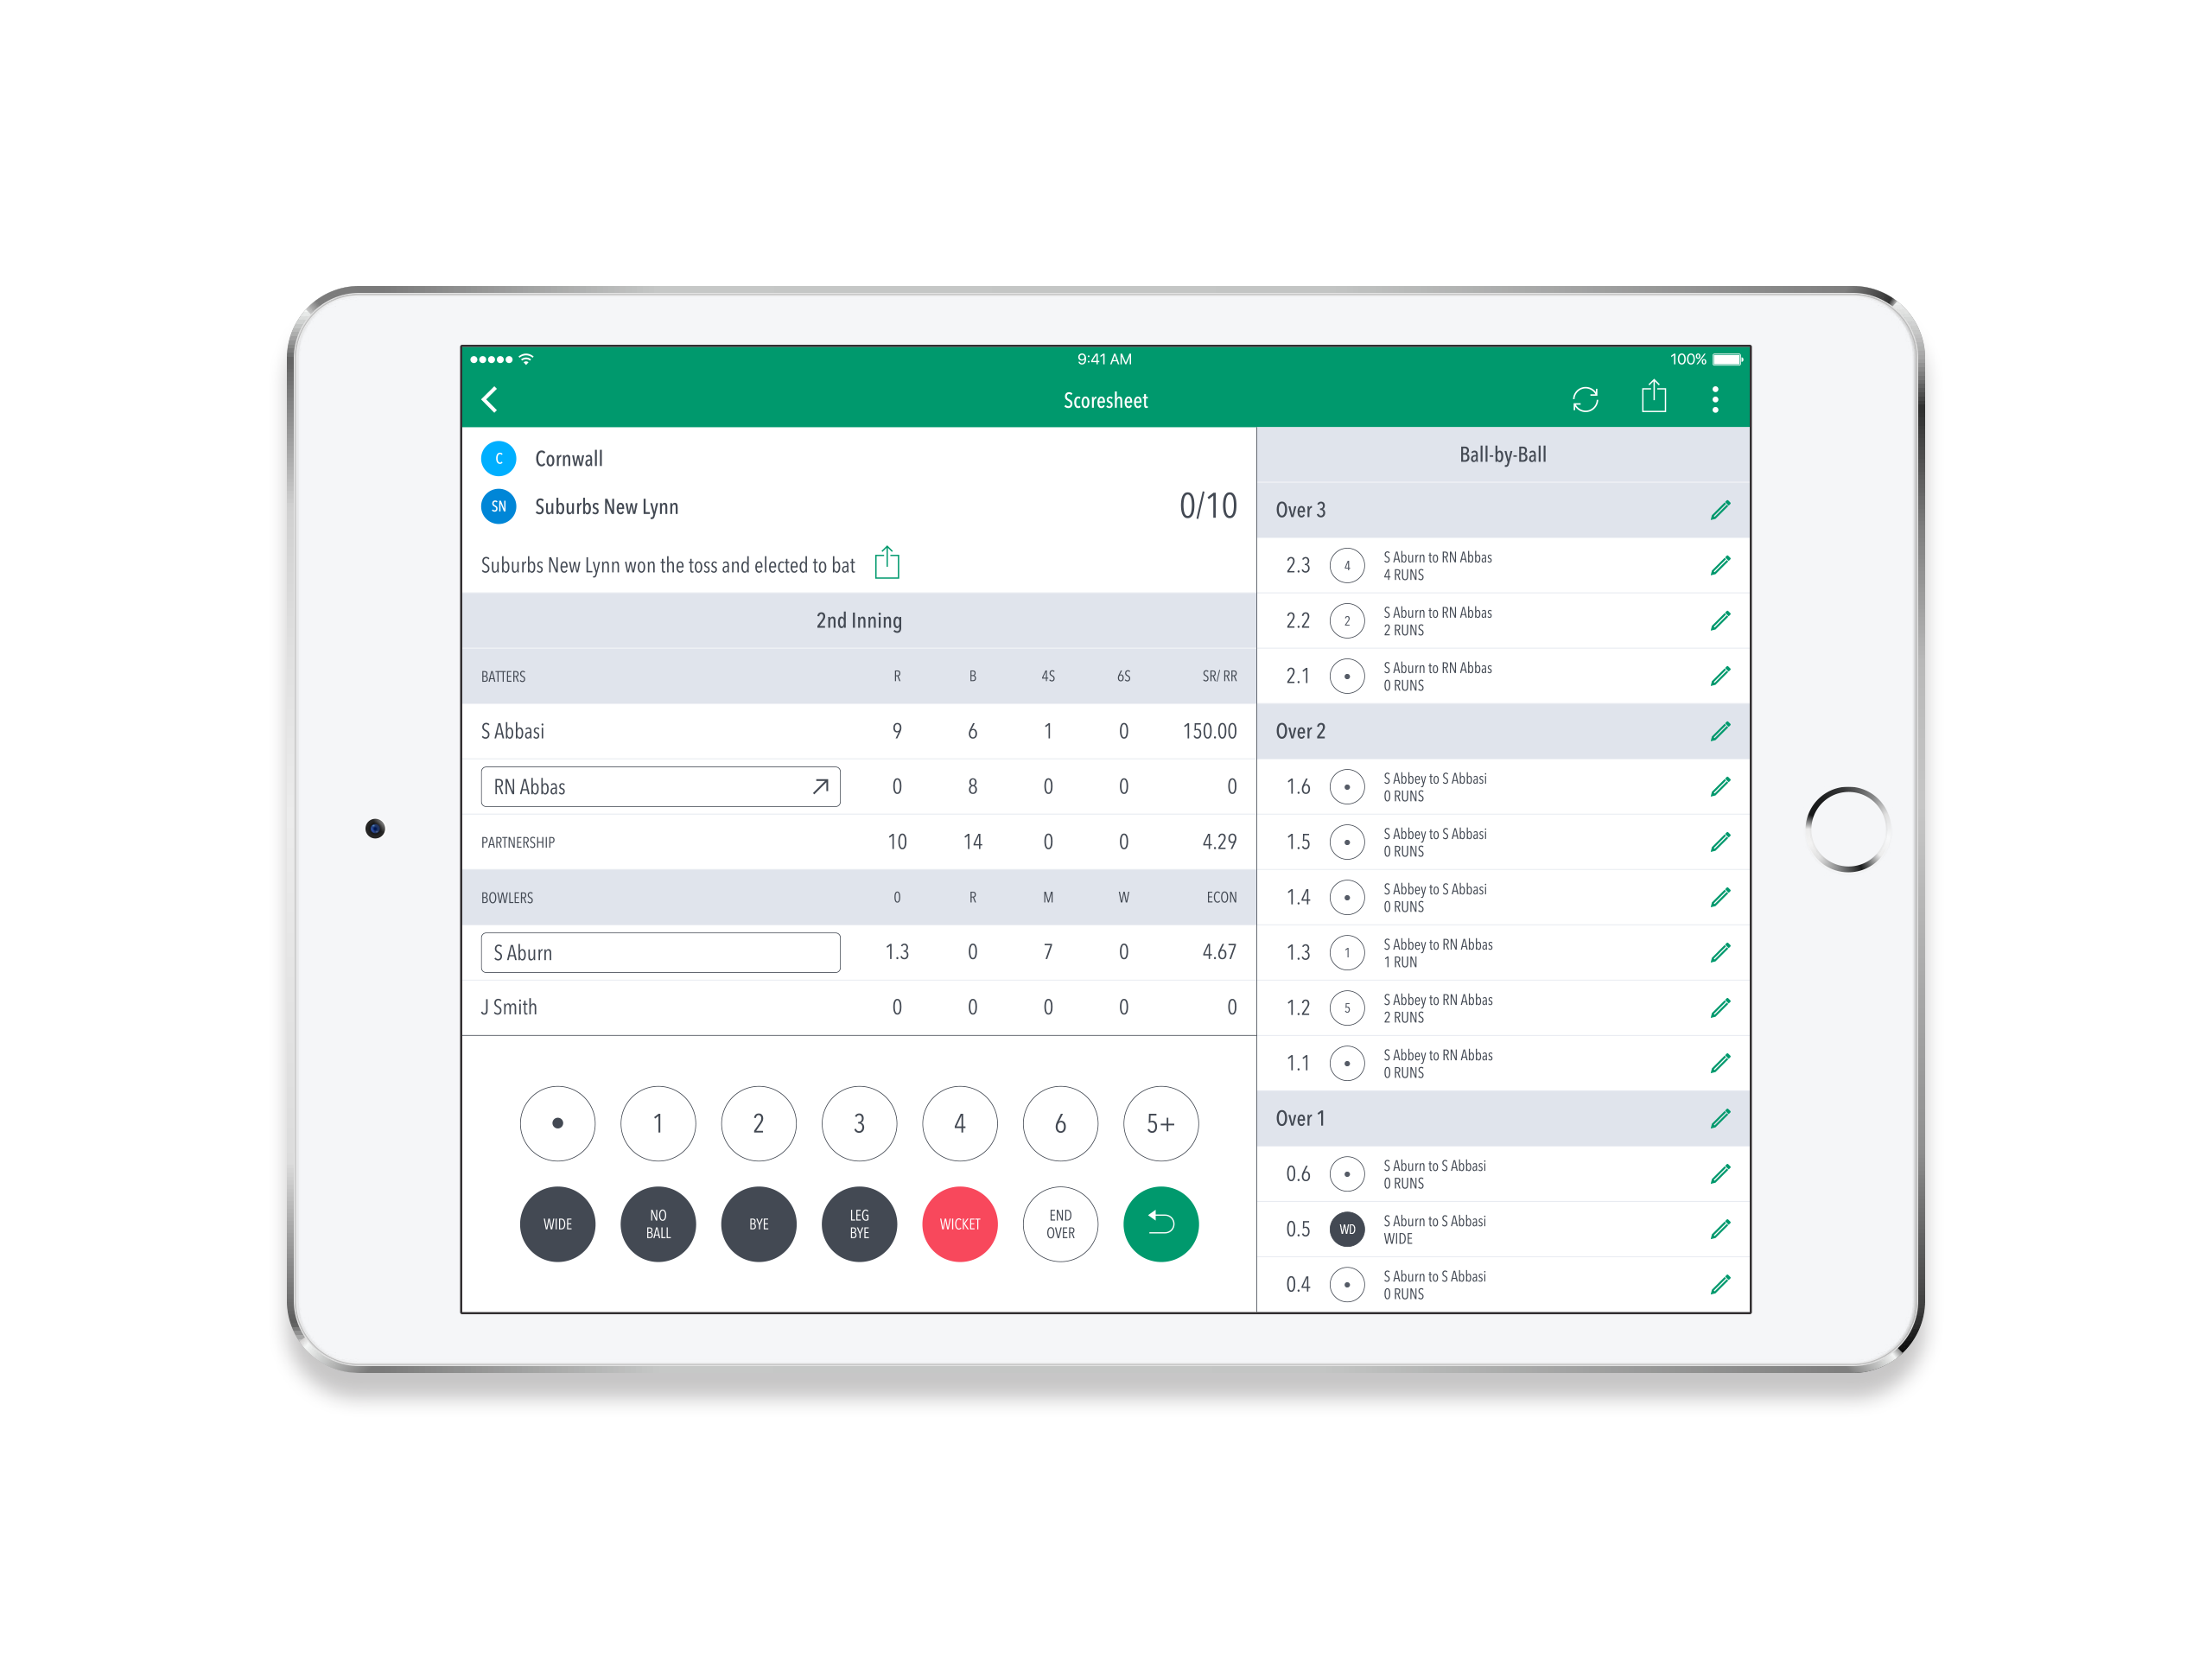 9:41 AM
100%
Scoresheet
C Cornwall
SN Suburbs New Lynn 0/10
Suburbs New Lynn won the toss and elected to bat
2nd Inning
BATTERS R B 4S 6S SR/ RR
S Abbasi 9 6 1 0 150.00
RN Abbas 0 8 0 0 0
PARTNERSHIP 10 14 0 0 4.29
BOWLERS 0 R M W ECON
S Aburn 1.3 0 7 0 4.67
J Smith 0 0 0 0 0
1 2 3 4 6 5+
WIDE
NO
BALL
BYE
LEG
BYE
WICKET
END
OVER
Ball-by-Ball
Over 3
2.3 4 S Aburn to RN Abbas
4 RUNS
2.2 2 S Aburn to RN Abbas
2 RUNS
2.1 S Aburn to RN Abbas
0 RUNS
Over 2
1.6 S Abbey to S Abbasi
0 RUNS
1.5 S Abbey to S Abbasi
0 RUNS
1.4 S Abbey to S Abbasi
0 RUNS
1.3 1 S Abbey to RN Abbas
1 RUN
1.2 5 S Abbey to RN Abbas
2 RUNS
1.1 S Abbey to RN Abbas
0 RUNS
Over 1
0.6 S Aburn to S Abbasi
0 RUNS
0.5 WD S Aburn to S Abbasi
WIDE
0.4 S Aburn to S Abbasi
0 RUNS